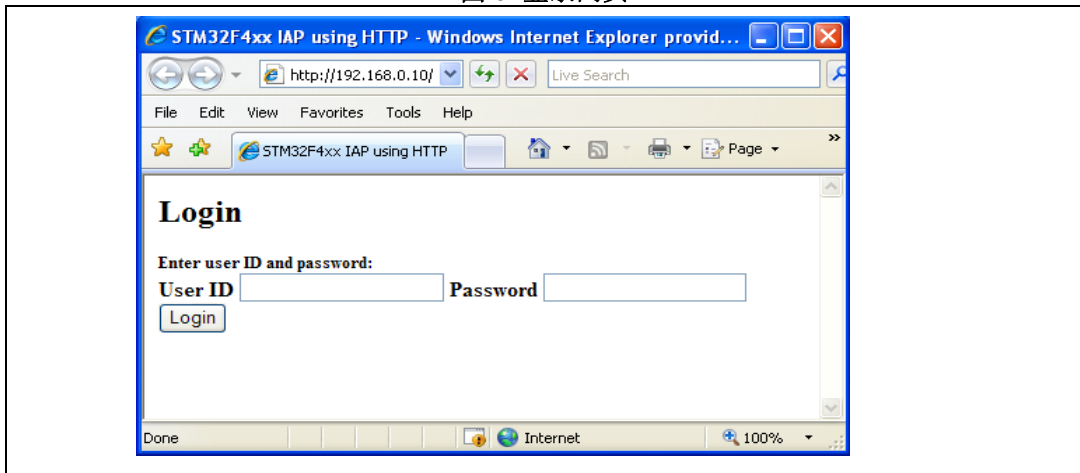 STM32F4xx IAP using HTTP - Windows Internet Explorer provid...
http://192.168.0.10/ Live Search
File Edit View Favorites Tools Help
STM32F4xx IAP using HTTP Page
Login
Enter user ID and password:
User ID Password
Login
Done Internet 100%